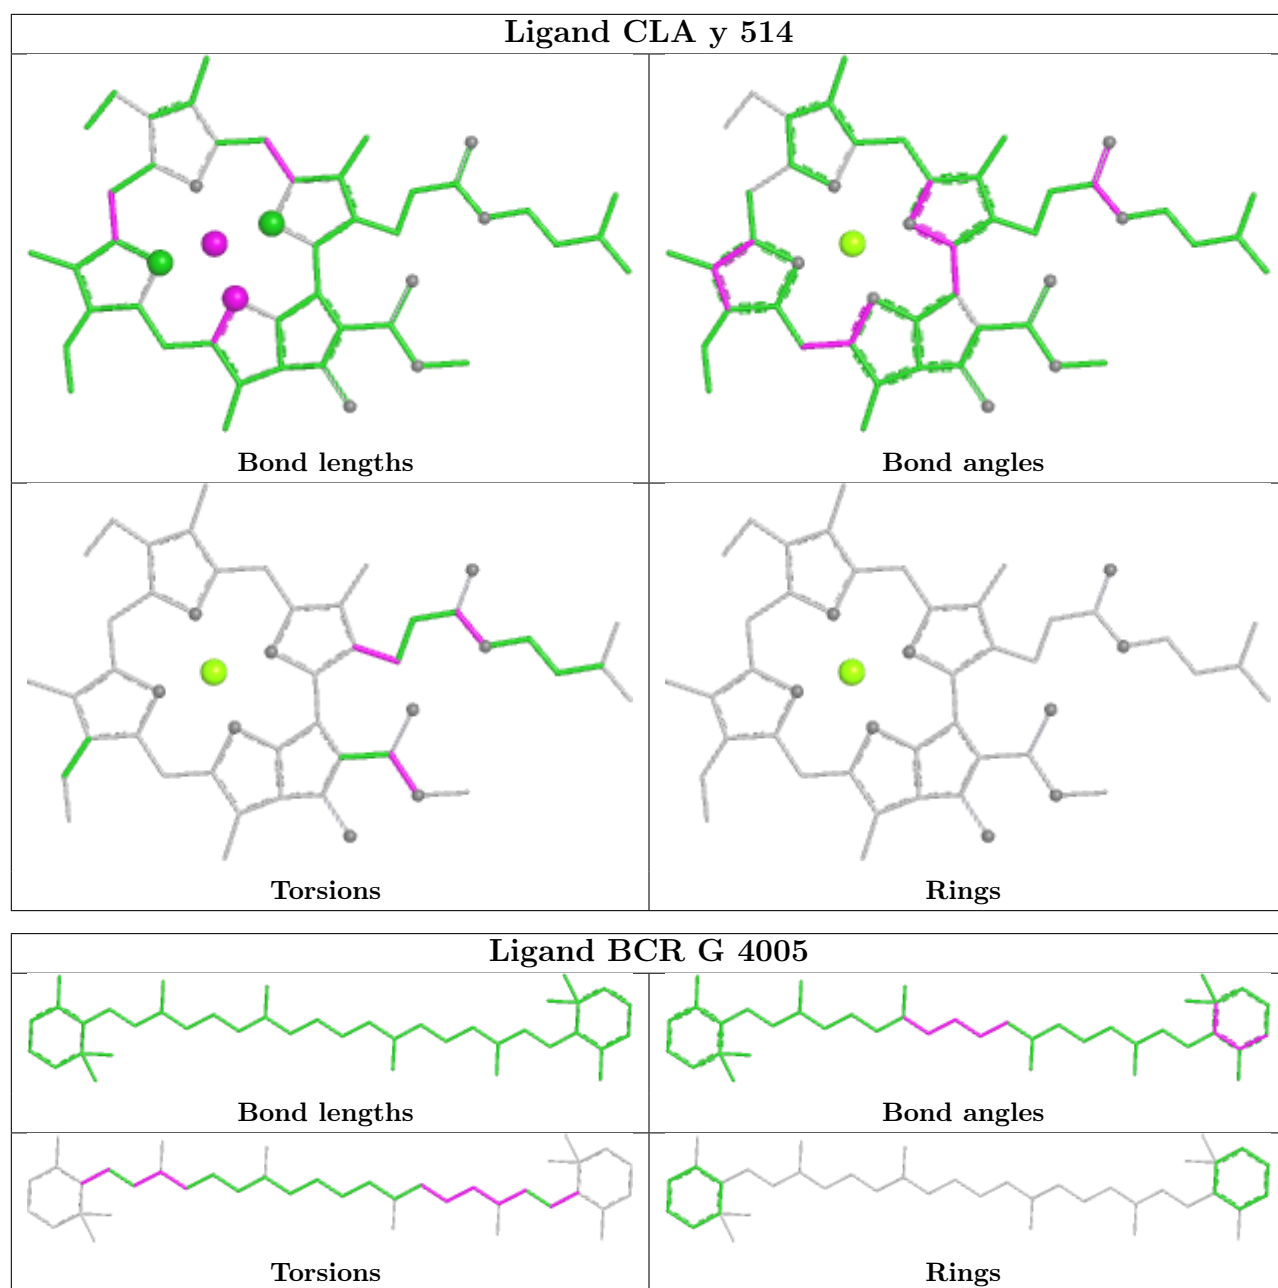 Ligand CLA y 514
Bond lengths
Bond angles
Torsions
Rings
Ligand BCR G 4005
Bond lengths
Bond angles
Torsions
Rings